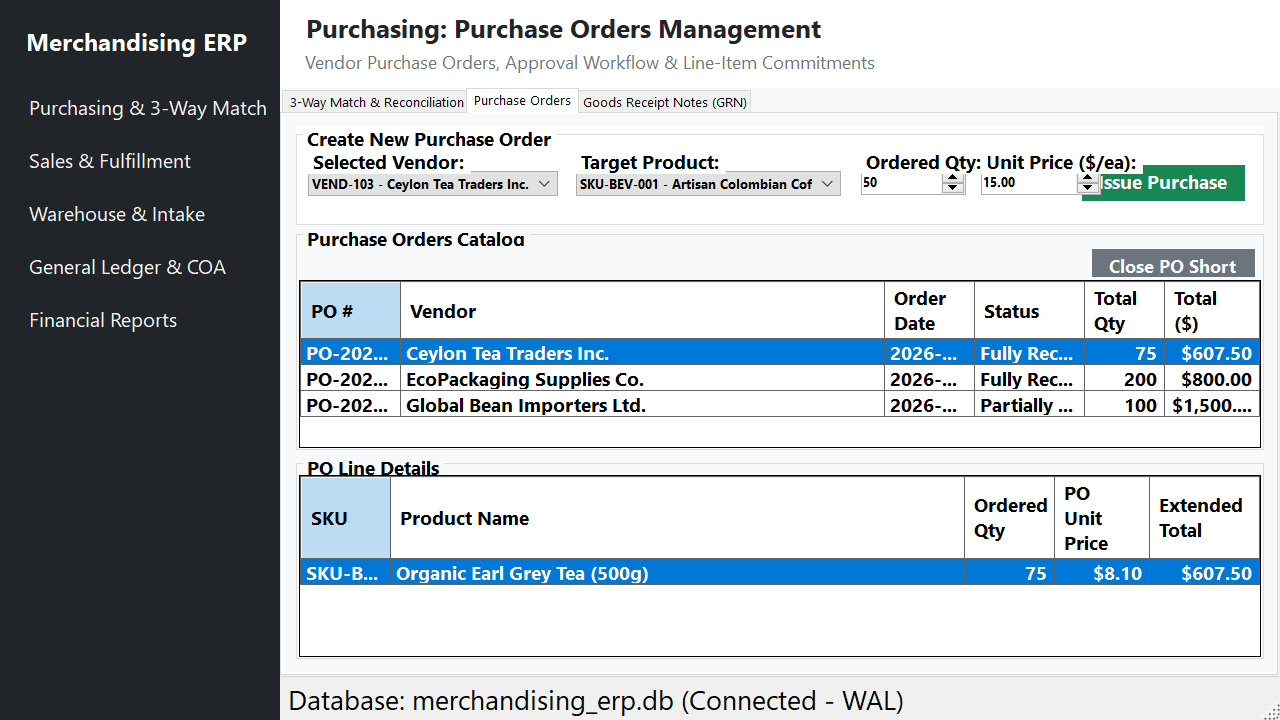 Merchandising ERP
Purchasing & 3-Way Match
Sales & Fulfillment
Warehouse & Intake
General Ledger & COA
Financial Reports
Purchasing: Purchase Orders Management
Vendor Purchase Orders, Approval Workflow & Line-Item Commitments
3-Way Match & Reconciliation
Purchase Orders
Goods Receipt Notes (GRN)
Create New Purchase Order
Selected Vendor:
Target Product:
Ordered Qty:
Unit Price ($/ea):
VEND-103 - Ceylon Tea Traders Inc.
SKU-BEV-001 - Artisan Colombian Cof
50
15.00
Issue Purchase
Purchase Orders Catalog
Close PO Short
PO #
Vendor
Order Date
Status
Total Qty
Total ($)
PO-202... Ceylon Tea Traders Inc. 2026-... Fully Rec... 75 $607.50
PO-202... EcoPackaging Supplies Co. 2026-... Fully Rec... 200 $800.00
PO-202... Global Bean Importers Ltd. 2026-... Partially ... 100 $1,500....
PO Line Details
SKU
Product Name
Ordered Qty
PO Unit Price
Extended Total
SKU-B... Organic Earl Grey Tea (500g) 75 $8.10 $607.50
Database: merchandising_erp.db (Connected - WAL)